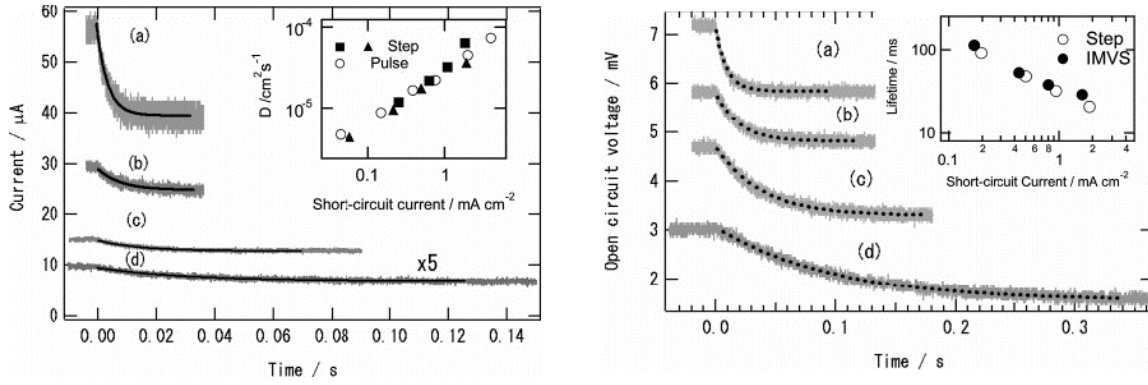 60
50
40
30
20
10
0
Current / μA
0.00 0.02 0.04 0.06 0.08 0.10 0.12 0.14
Time / s
(a)
(b)
(c)
(d)
x5
10-4
10-5
D /cm2s-1
Step
Pulse
0.1 1
Short-circuit current / mA cm-2
7
6
5
4
3
2
Open circuit voltage / mV
0.0 0.1 0.2 0.3
Time / s
(a)
(b)
(c)
(d)
100
10
Lifetime / ms
Step
IMVS
0.1 2 4 6 8 1 2 4
Short-circuit Current / mA cm-2